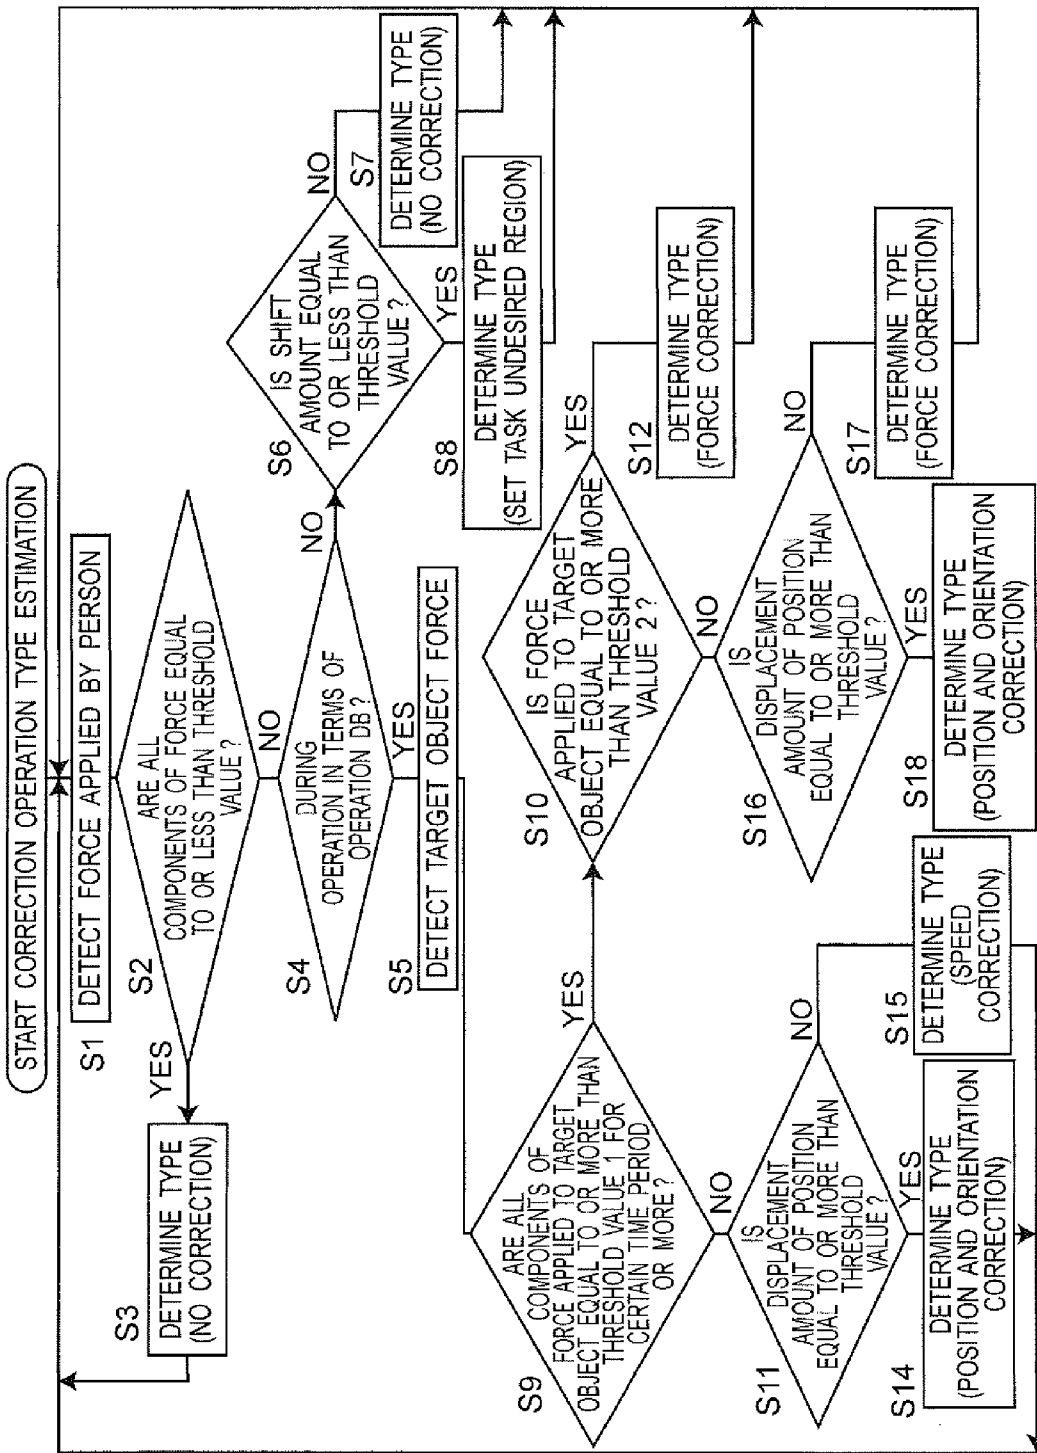 START CORRECTION OPERATION TYPE ESTIMATION
S1
DETECT FORCE APPLIED BY PERSON
S2
ARE ALL
COMPONENTS OF FORCE EQUAL
TO OR LESS THAN THRESHOLD
VALUE ?
YES
NO
S3
DETERMINE TYPE
(NO CORRECTION)
S4
DURING
OPERATION IN TERMS OF
OPERATION DB ?
NO
YES
S6
IS SHIFT
AMOUNT EQUAL
TO OR LESS THAN
THRESHOLD
VALUE ?
NO
YES
S7
DETERMINE TYPE
(NO CORRECTION)
S8
DETERMINE TYPE
(SET TASK UNDESIRED REGION)
S5
DETECT TARGET OBJECT FORCE
S9
ARE ALL
COMPONENTS OF
FORCE APPLIED TO TARGET
OBJECT EQUAL TO OR MORE THAN
THRESHOLD VALUE 1 FOR
CERTAIN TIME PERIOD
OR MORE ?
YES
NO
S10
IS FORCE
APPLIED TO TARGET
OBJECT EQUAL TO OR MORE
THAN THRESHOLD
VALUE 2 ?
YES
NO
S12
DETERMINE TYPE
(FORCE CORRECTION)
S11
IS
DISPLACEMENT
AMOUNT OF POSITION
EQUAL TO OR MORE THAN
THRESHOLD
VALUE ?
NO
YES
S14
DETERMINE TYPE
(POSITION AND ORIENTATION
CORRECTION)
S15
DETERMINE TYPE
(SPEED
CORRECTION)
S16
IS
DISPLACEMENT
AMOUNT OF POSITION
EQUAL TO OR MORE THAN
THRESHOLD
VALUE ?
NO
YES
S17
DETERMINE TYPE
(FORCE CORRECTION)
S18
DETERMINE TYPE
(POSITION AND ORIENTATION
CORRECTION)